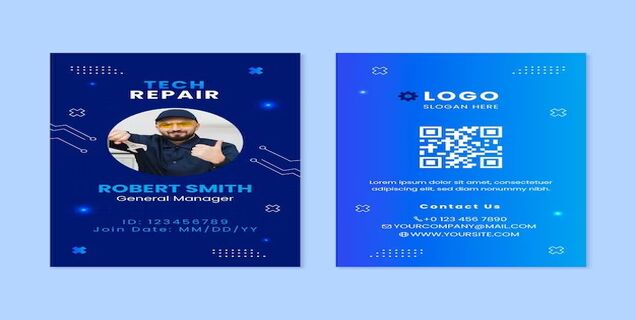 TECH
REPAIR
ROBERT SMITH
General Manager
ID: 123456789
Join Date: MM/DD/YY
LOGO
SLOGAN HERE
Lorem ipsum dolor sit amet, consectetuer
adipiscing elit, sed diam nonummy nibh.
Contact Us
+0 123 456 7890
YOURCOMPANY@MAIL.COM
WWW.YOURSITE.COM